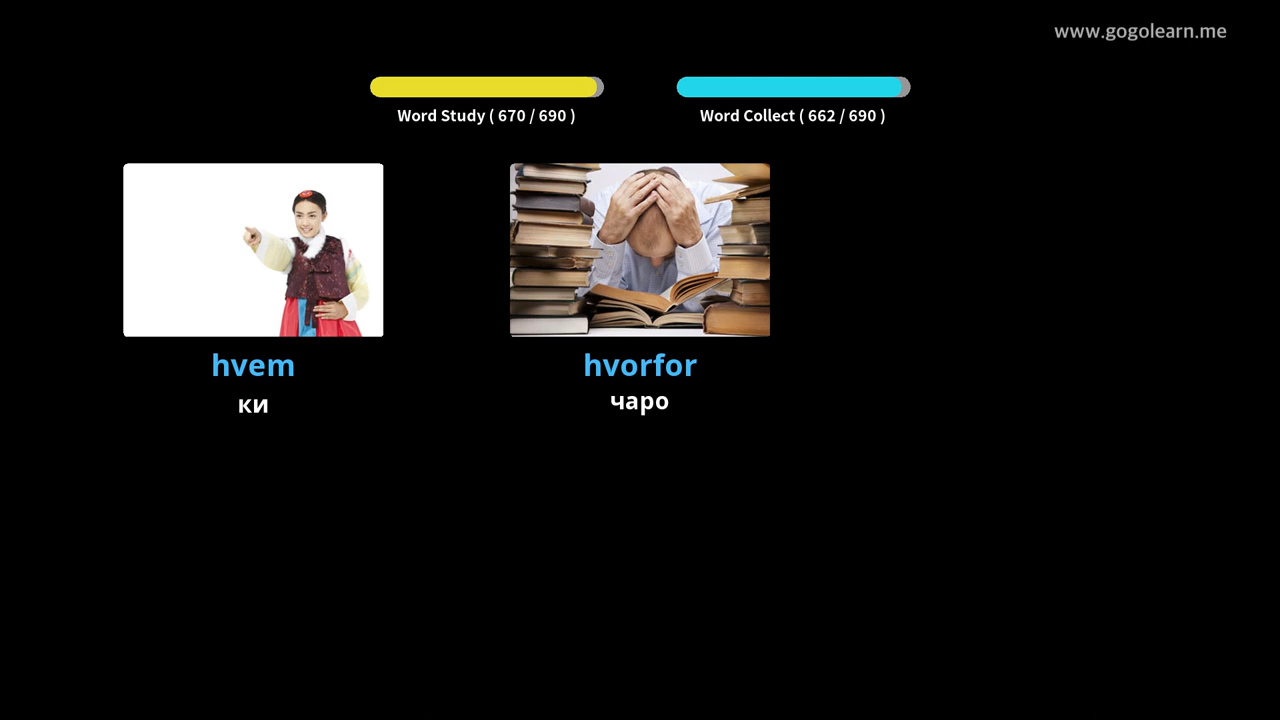 www.gogolearn.me
Word Study ( 670 / 690 )
Word Collect ( 662 / 690 )
hvem
ки
hvorfor
чаро